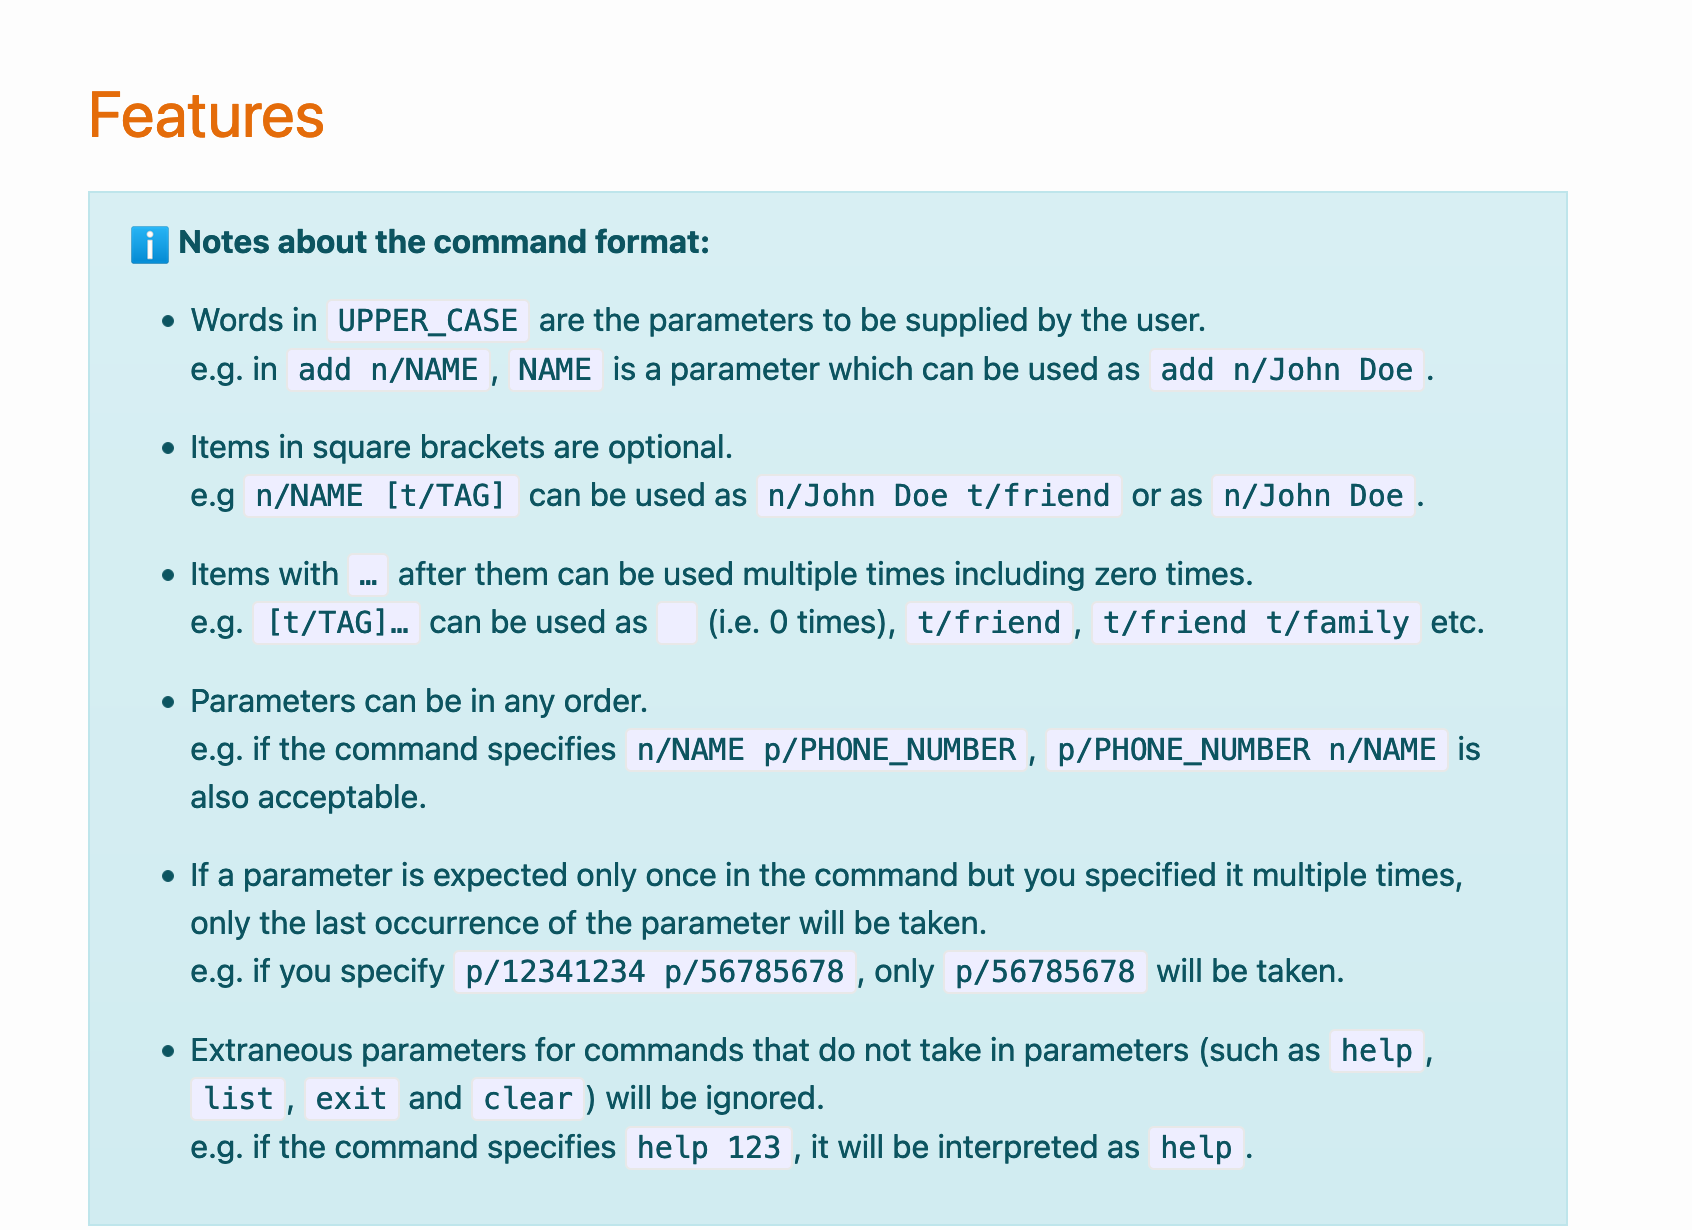 Features
ℹ️ Notes about the command format:
• Words in UPPER_CASE are the parameters to be supplied by the user.
e.g. in add n/NAME, NAME is a parameter which can be used as add n/John Doe.
• Items in square brackets are optional.
e.g n/NAME [t/TAG] can be used as n/John Doe t/friend or as n/John Doe.
• Items with … after them can be used multiple times including zero times.
e.g. [t/TAG]… can be used as   (i.e. 0 times), t/friend, t/friend t/family etc.
• Parameters can be in any order.
e.g. if the command specifies n/NAME p/PHONE_NUMBER, p/PHONE_NUMBER n/NAME is
also acceptable.
• If a parameter is expected only once in the command but you specified it multiple times,
only the last occurrence of the parameter will be taken.
e.g. if you specify p/12341234 p/56785678, only p/56785678 will be taken.
• Extraneous parameters for commands that do not take in parameters (such as help,
list, exit and clear) will be ignored.
e.g. if the command specifies help 123, it will be interpreted as help.